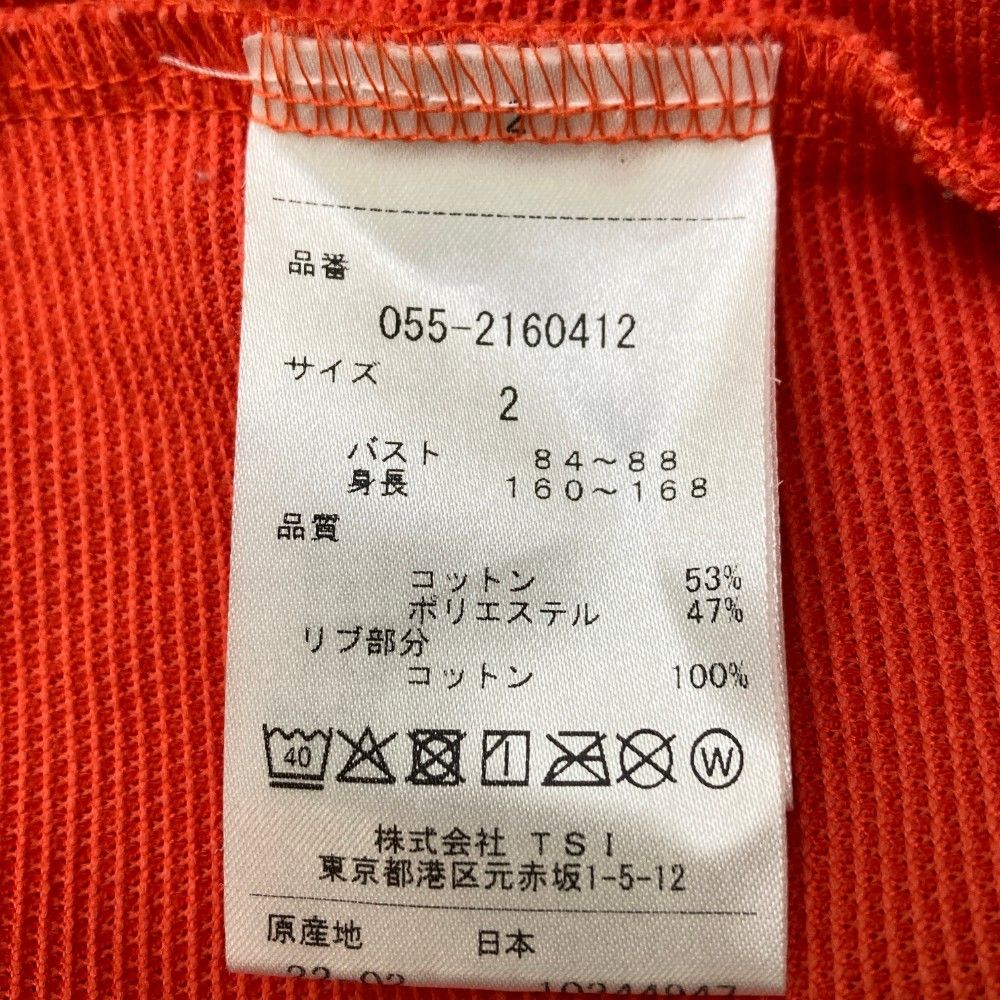 2
品番
055-2160412
サイズ
2
バスト 84～88
身長 160～168
品質
コットン 53%
ポリエステル 47%
リブ部分
コットン 100%
40
W
株式会社 TSI
東京都港区元赤坂1-5-12
原産地 日本